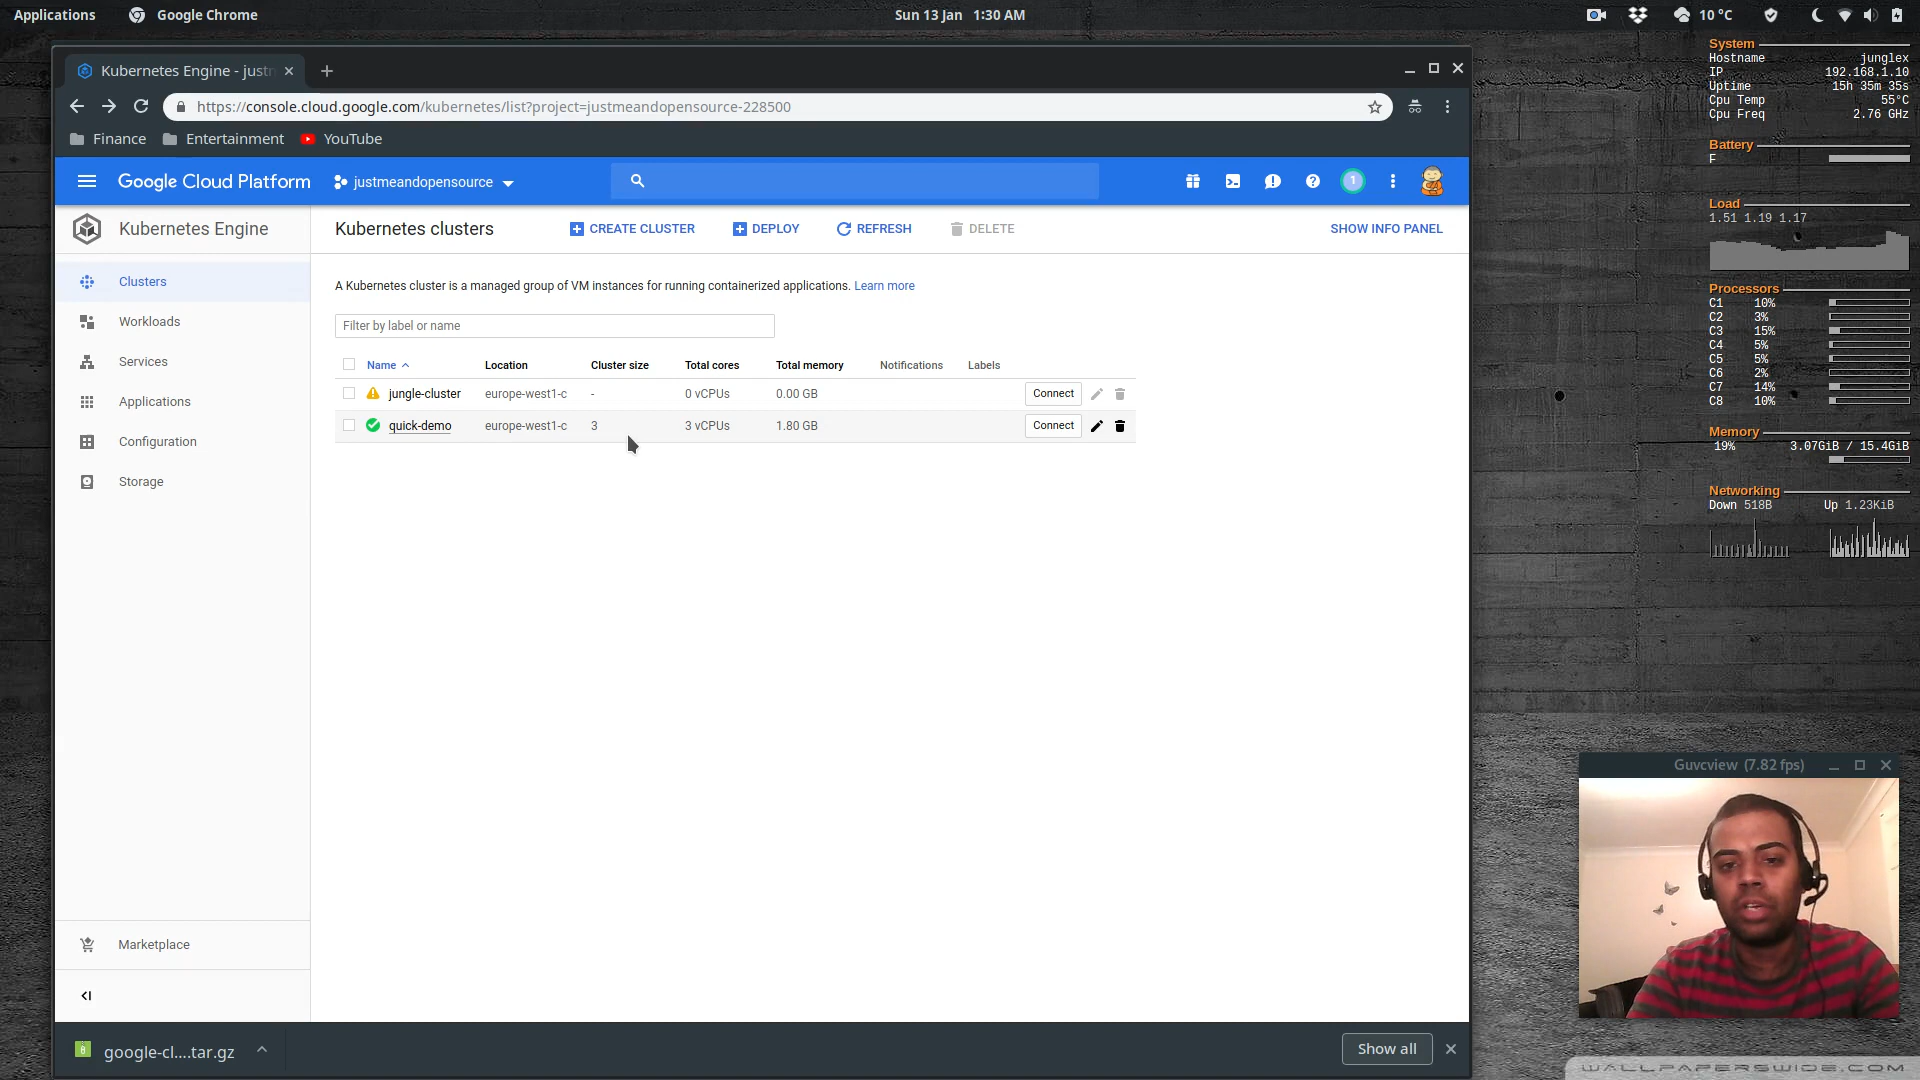 Applications Google Chrome Sun 13 Jan 1:30 AM 10 °C
Kubernetes Engine - just
https://console.cloud.google.com/kubernetes/list?project=justmeandopensource-228500
Finance Entertainment YouTube
Google Cloud Platform justmeandopensource 1
Kubernetes Engine
Clusters
Workloads
Services
Applications
Configuration
Storage
Marketplace
Kubernetes clusters CREATE CLUSTER DEPLOY REFRESH DELETE SHOW INFO PANEL
A Kubernetes cluster is a managed group of VM instances for running containerized applications. Learn more
Filter by label or name
Name Location Cluster size Total cores Total memory Notifications Labels
jungle-cluster europe-west1-c - 0 vCPUs 0.00 GB Connect
quick-demo europe-west1-c 3 3 vCPUs 1.80 GB Connect
google-cl....tar.gz Show all
System
Hostname junglex
IP 192.168.1.10
Uptime 15h 35m 35s
Cpu Temp 55°C
Cpu Freq 2.76 GHz
Battery
F
Load
1.51 1.19 1.17
Processors
C1 10%
C2 3%
C3 15%
C4 5%
C5 5%
C6 2%
C7 14%
C8 10%
Memory
19% 3.07GiB / 15.4GiB
Networking
Down 518B Up 1.23KiB
Guvcview (7.82 fps)
WALLPAPERSWIDE.COM